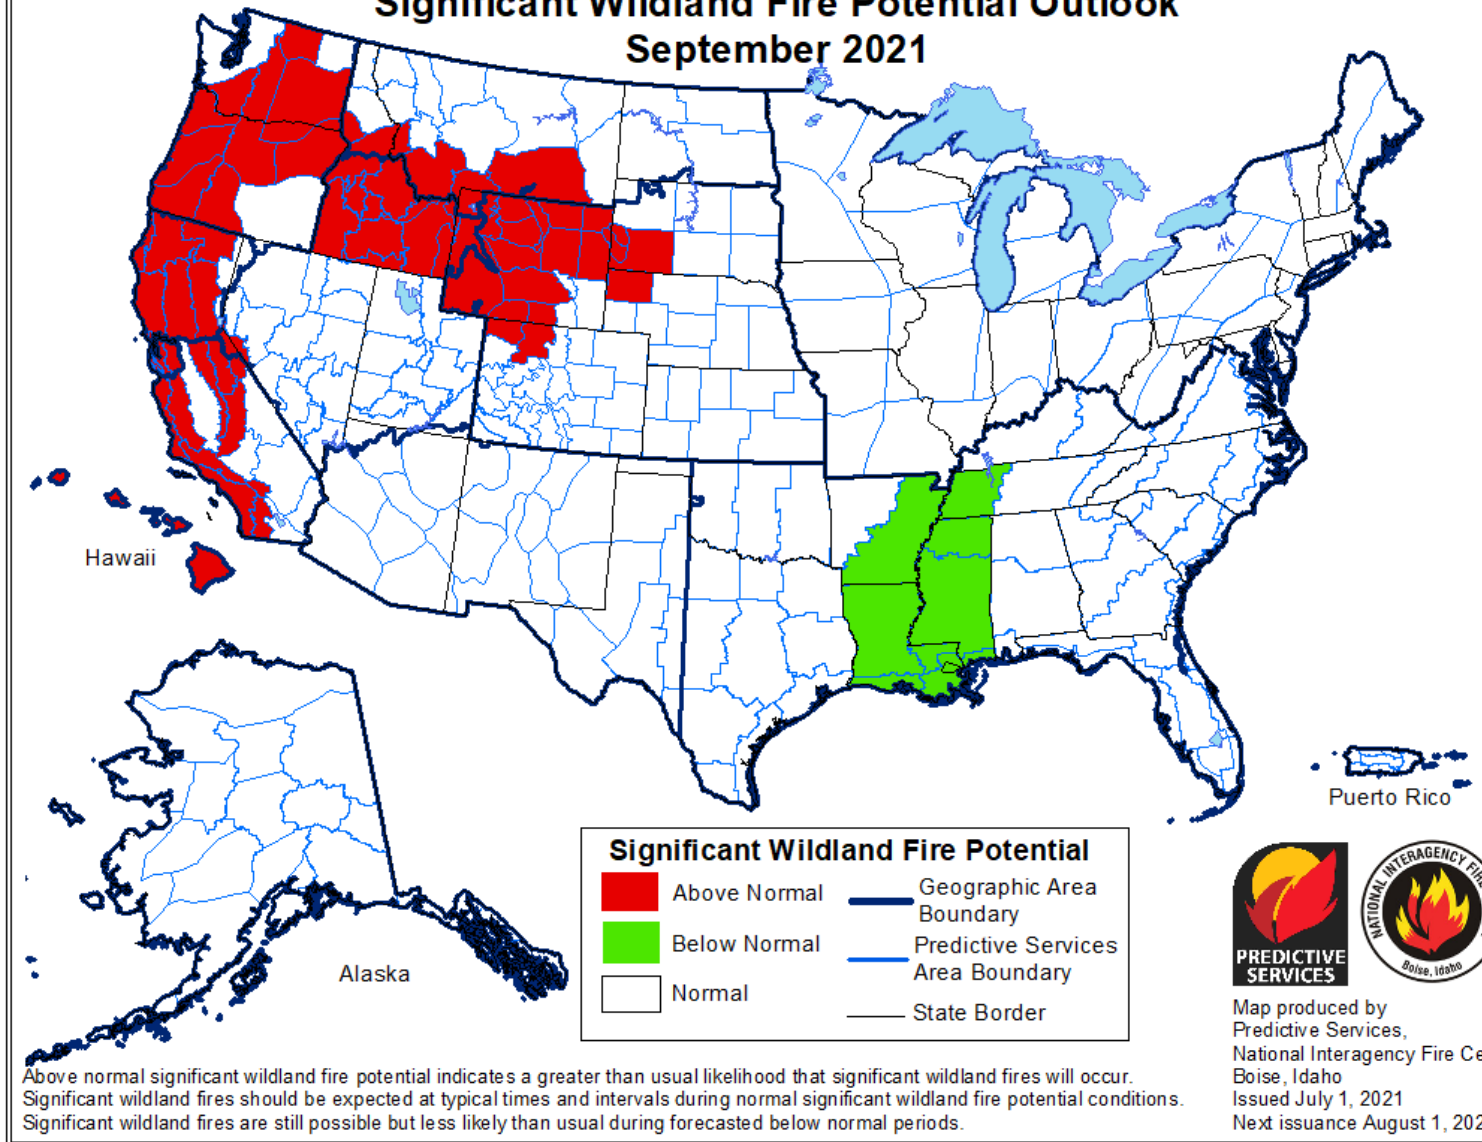 Significant Wildland Fire Potential Outlook
September 2021
Hawaii
Alaska
Puerto Rico
Significant Wildland Fire Potential
Above Normal
Below Normal
Normal
Geographic Area
Boundary
Predictive Services
Area Boundary
State Border
PREDICTIVE
SERVICES
NATIONAL INTERAGENCY
Boise, Idaho
Map produced by
Predictive Services,
National Interagency Fire
Boise, Idaho
Issued July 1, 2021
Next issuance August 1,
Above normal significant wildland fire potential indicates a greater than usual likelihood that significant wildland fires will occur.
Significant wildland fires should be expected at typical times and intervals during normal significant wildland fire potential conditions.
Significant wildland fires are still possible but less likely than usual during forecasted below normal periods.